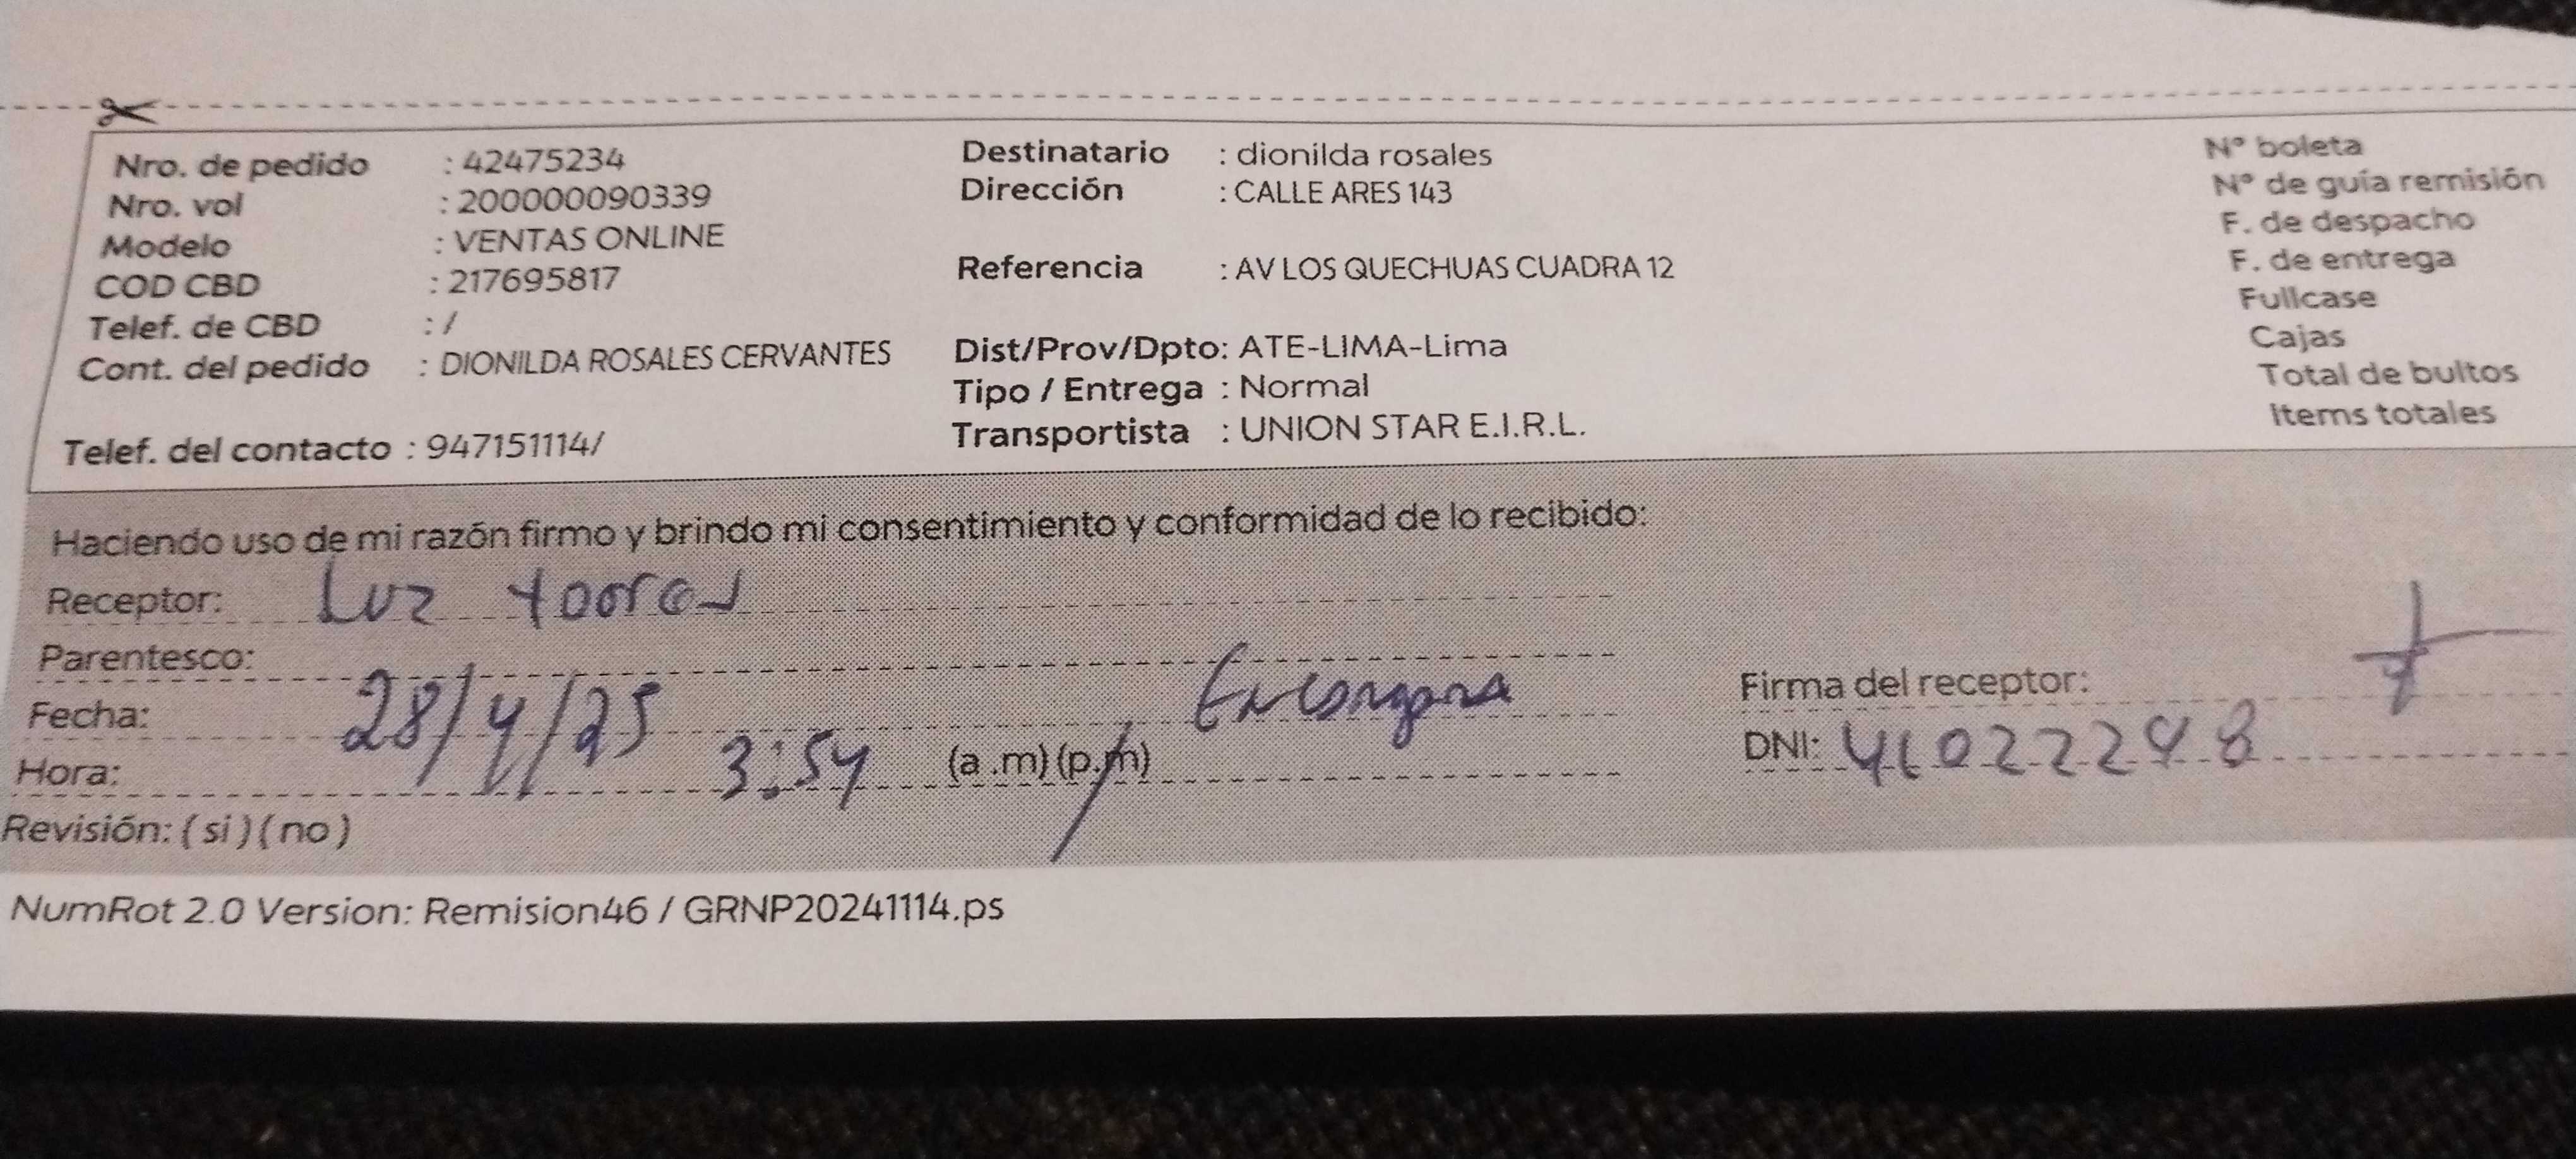 Nro. de pedido : 42475234
Nro. vol : 200000090339
Modelo : VENTAS ONLINE
COD CBD : 217695817
Telef. de CBD : /
Cont. del pedido : DIONILDA ROSALES CERVANTES
Telef. del contacto : 947151114/
Destinatario : dionilda rosales
Dirección : CALLE ARES 143
Referencia : AV LOS QUECHUAS CUADRA 12
Dist/Prov/Dpto: ATE-LIMA-Lima
Tipo / Entrega : Normal
Transportista : UNION STAR E.I.R.L.
N° boleta
N° de guía remisión
F. de despacho
F. de entrega
Fullcase
Cajas
Total de bultos
Items totales
Haciendo uso de mi razón firmo y brindo mi consentimiento y conformidad de lo recibido:
Receptor: Luz
Parentesco:
Fecha: 28/4/25
Hora: 3:54 (a .m) (p.m)
Revisión: ( si ) ( no )
Firma del receptor:
DNI:
NumRot 2.0 Version: Remision46 / GRNP20241114.ps